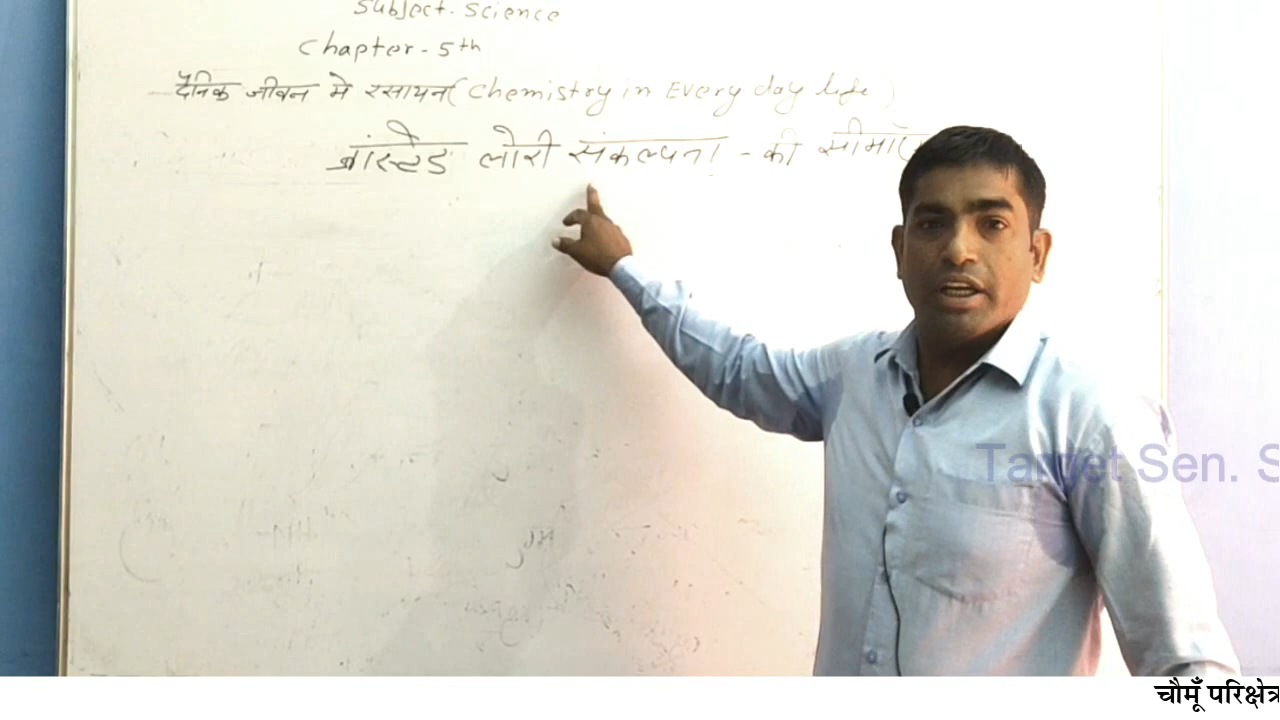 Subject. Science
Chapter - 5th
दैनिक जीवन मे रसायन (Chemistry in Every day life)
ब्रांस्टेड लोरी संकल्पना - की सीमाएं
Target Sen. S
चौमूँ परिक्षेत्र